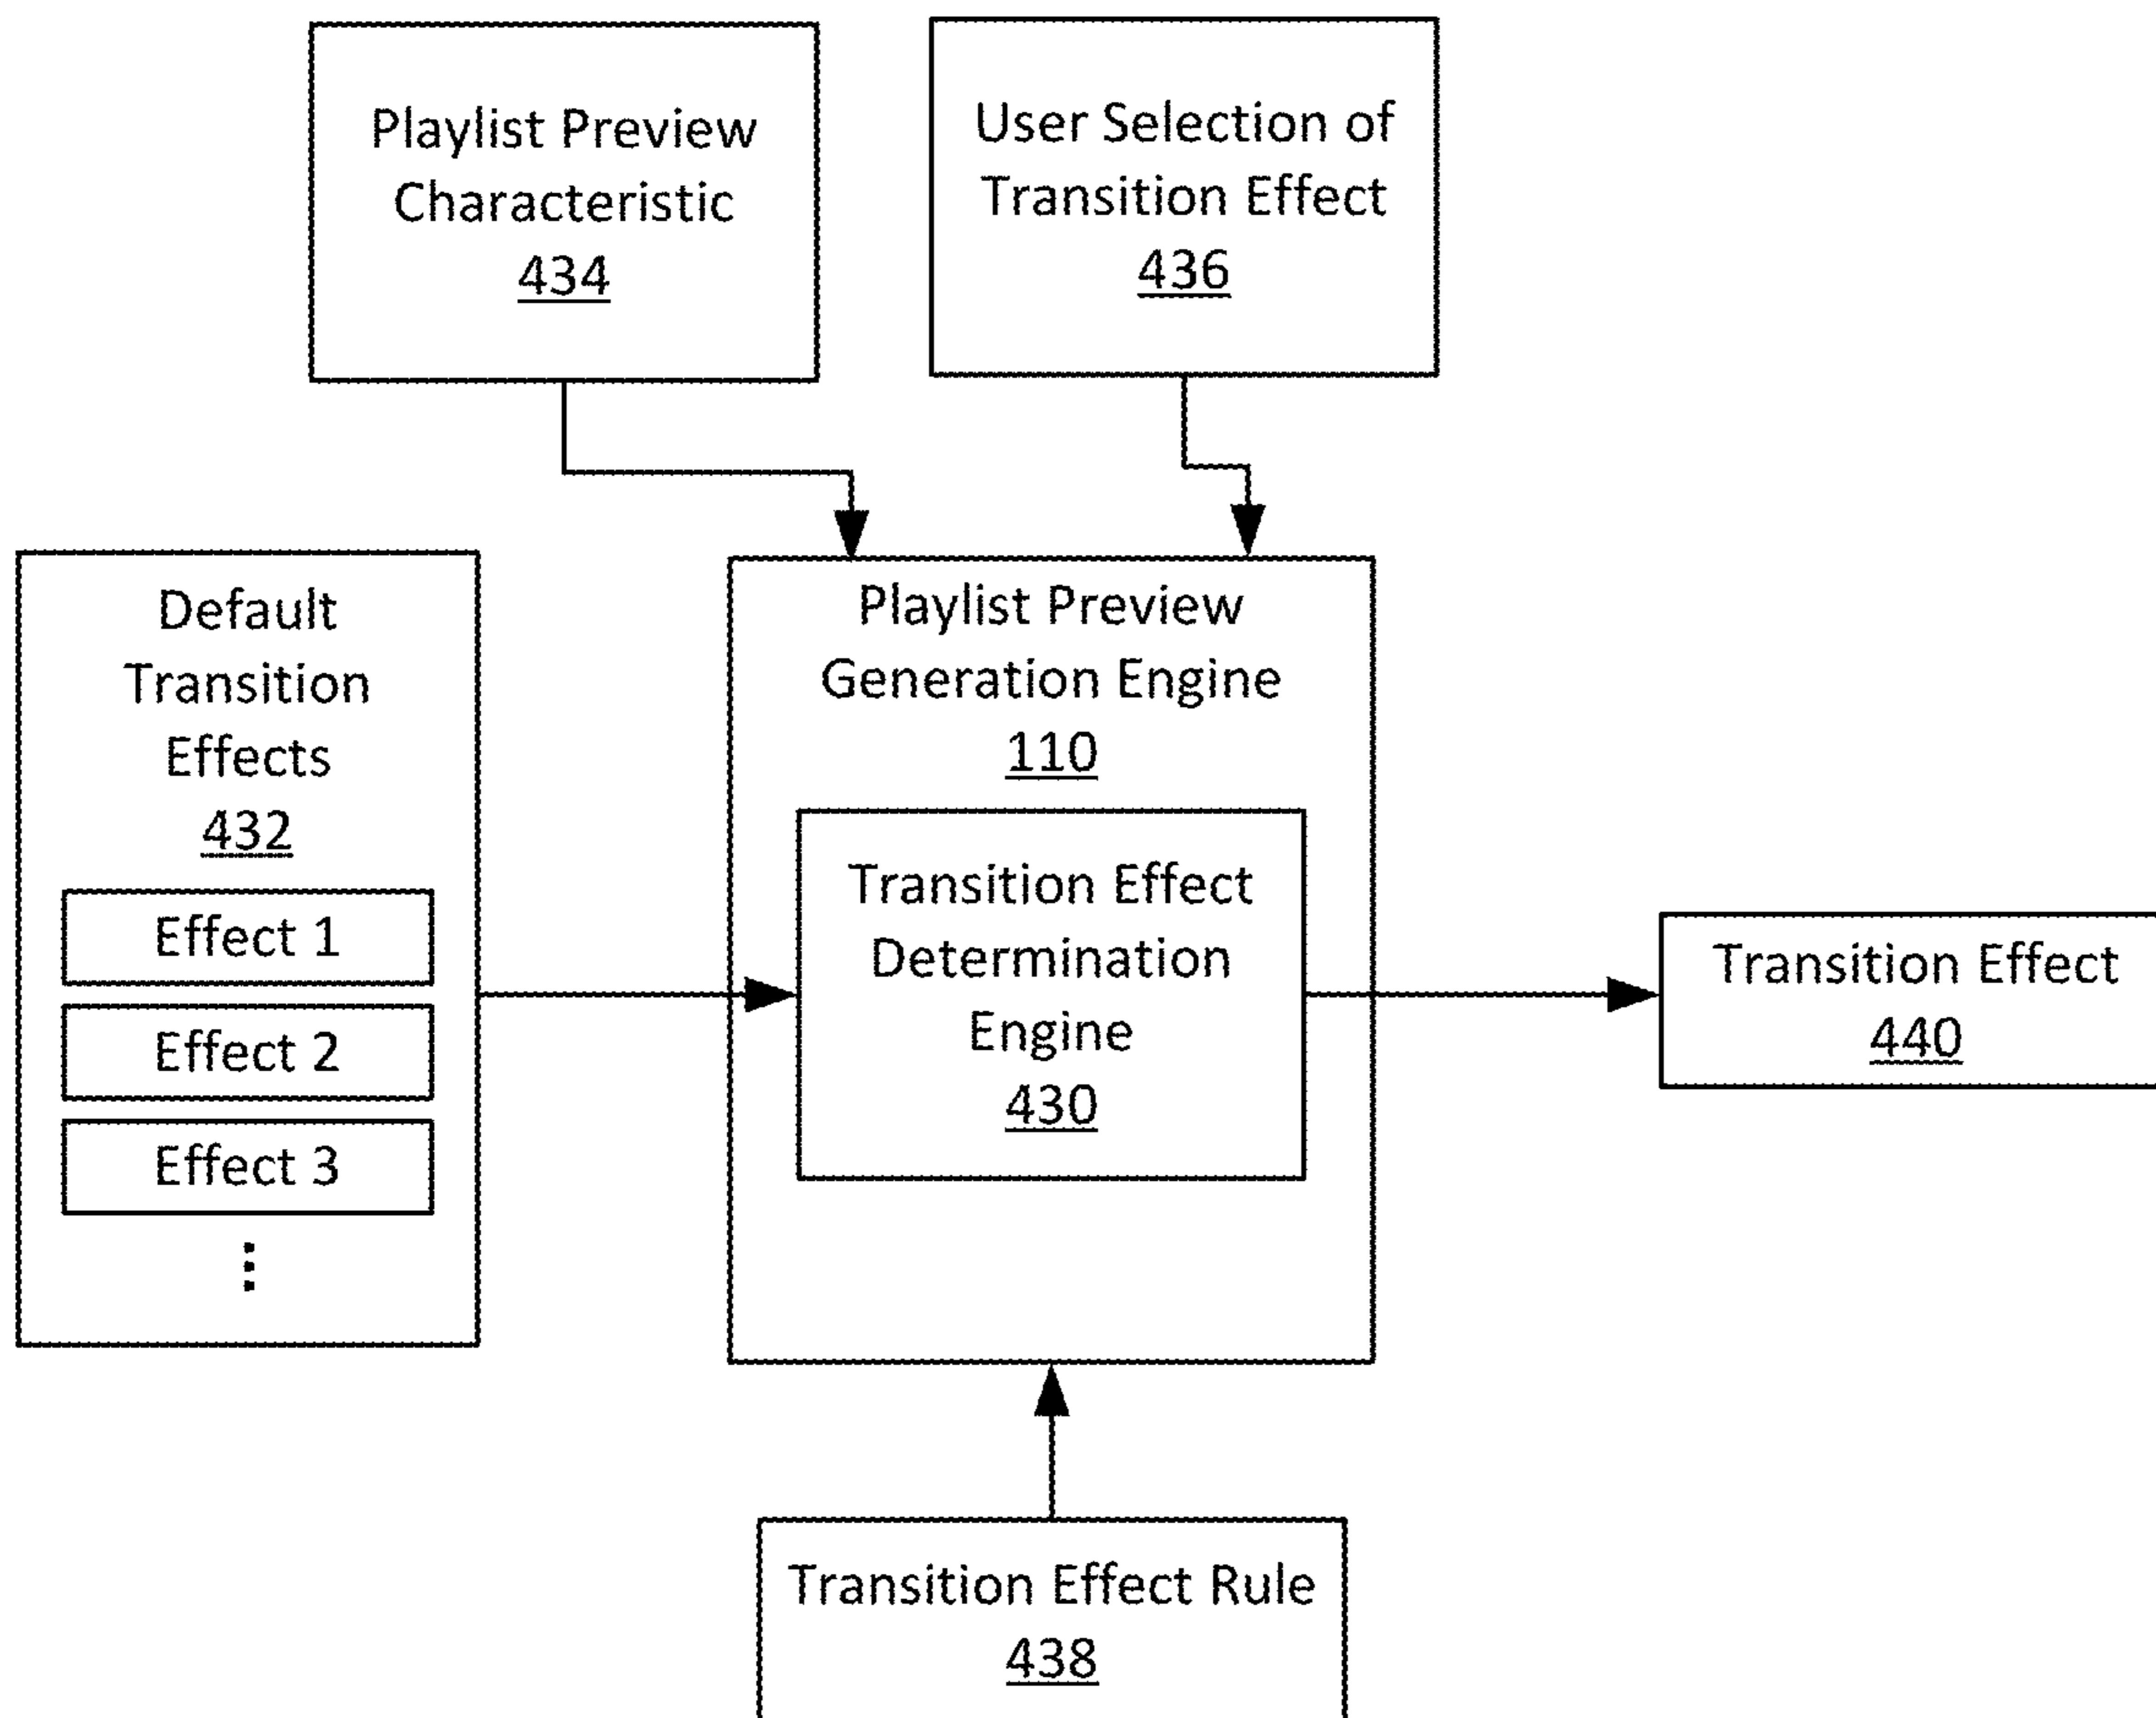 Playlist Preview
Characteristic
434
User Selection of
Transition Effect
436
Default
Transition
Effects
432
Effect 1
Effect 2
Effect 3
Playlist Preview
Generation Engine
110
Transition Effect
Determination
Engine
430
Transition Effect
440
Transition Effect Rule
438